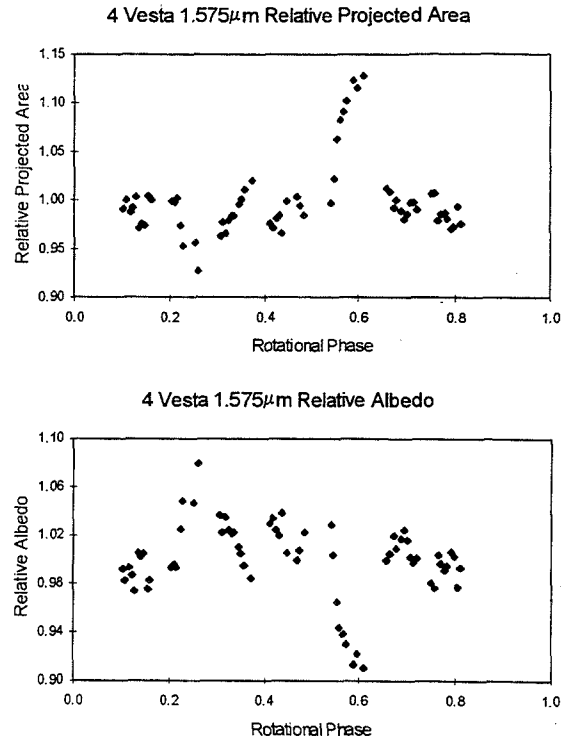 4 Vesta 1.575μm Relative Projected Area
1.15
1.10
1.05
1.00
0.95
0.90
Relative Projected Area
0.0 0.2 0.4 0.6 0.8 1.0
Rotational Phase
4 Vesta 1.575μm Relative Albedo
1.10
1.06
1.02
0.98
0.94
0.90
Relative Albedo
0.0 0.2 0.4 0.6 0.8 1.0
Rotational Phase